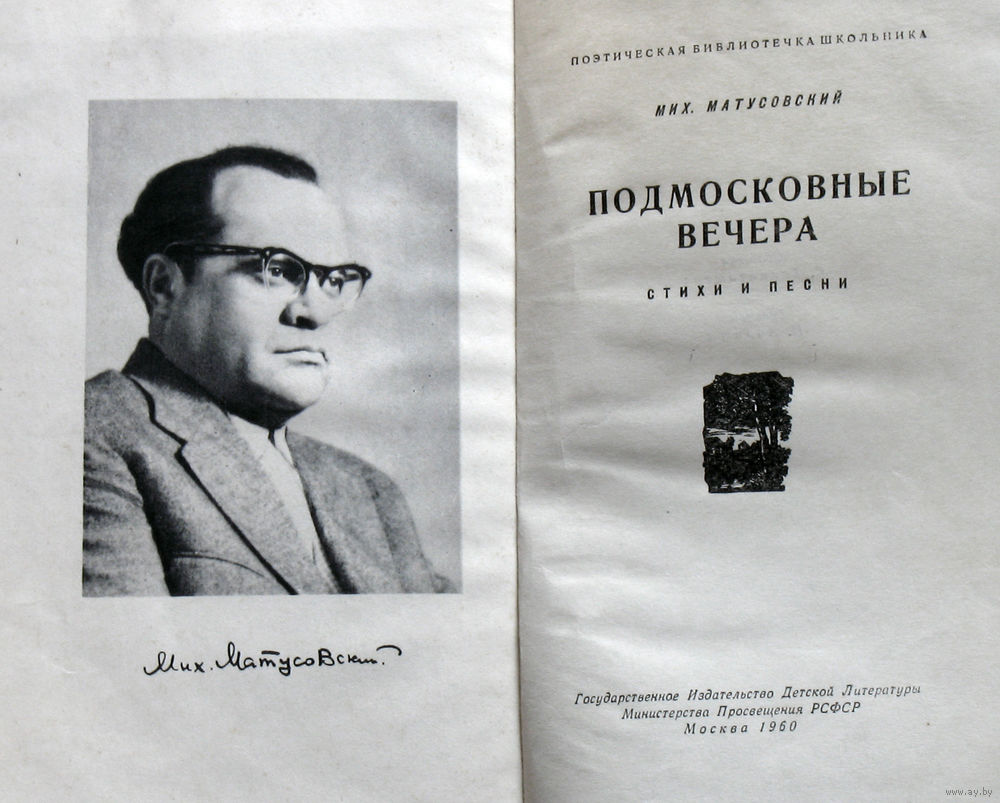 Мих. Матусовский.
ПОЭТИЧЕСКАЯ БИБЛИОТЕЧКА ШКОЛЬНИКА
МИХ. МАТУСОВСКИЙ
ПОДМОСКОВНЫЕ
ВЕЧЕРА
СТИХИ И ПЕСНИ
Государственное Издательство Детской Литературы
Министерства Просвещения РСФСР
Москва 1960
www.ay.by